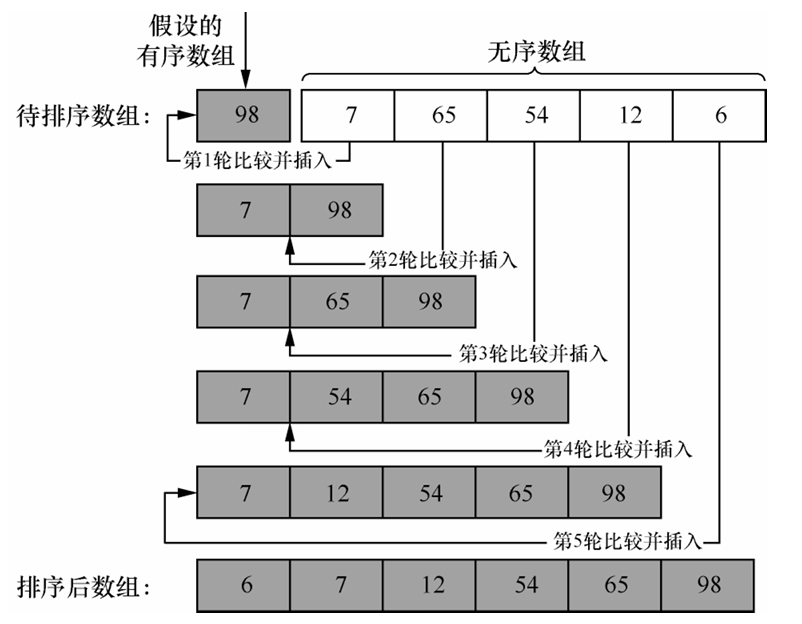 假设的
有序数组
无序数组
待排序数组: 98 7 65 54 12 6
第1轮比较并插入
7 98
第2轮比较并插入
7 65 98
第3轮比较并插入
7 54 65 98
第4轮比较并插入
7 12 54 65 98
第5轮比较并插入
排序后数组: 6 7 12 54 65 98